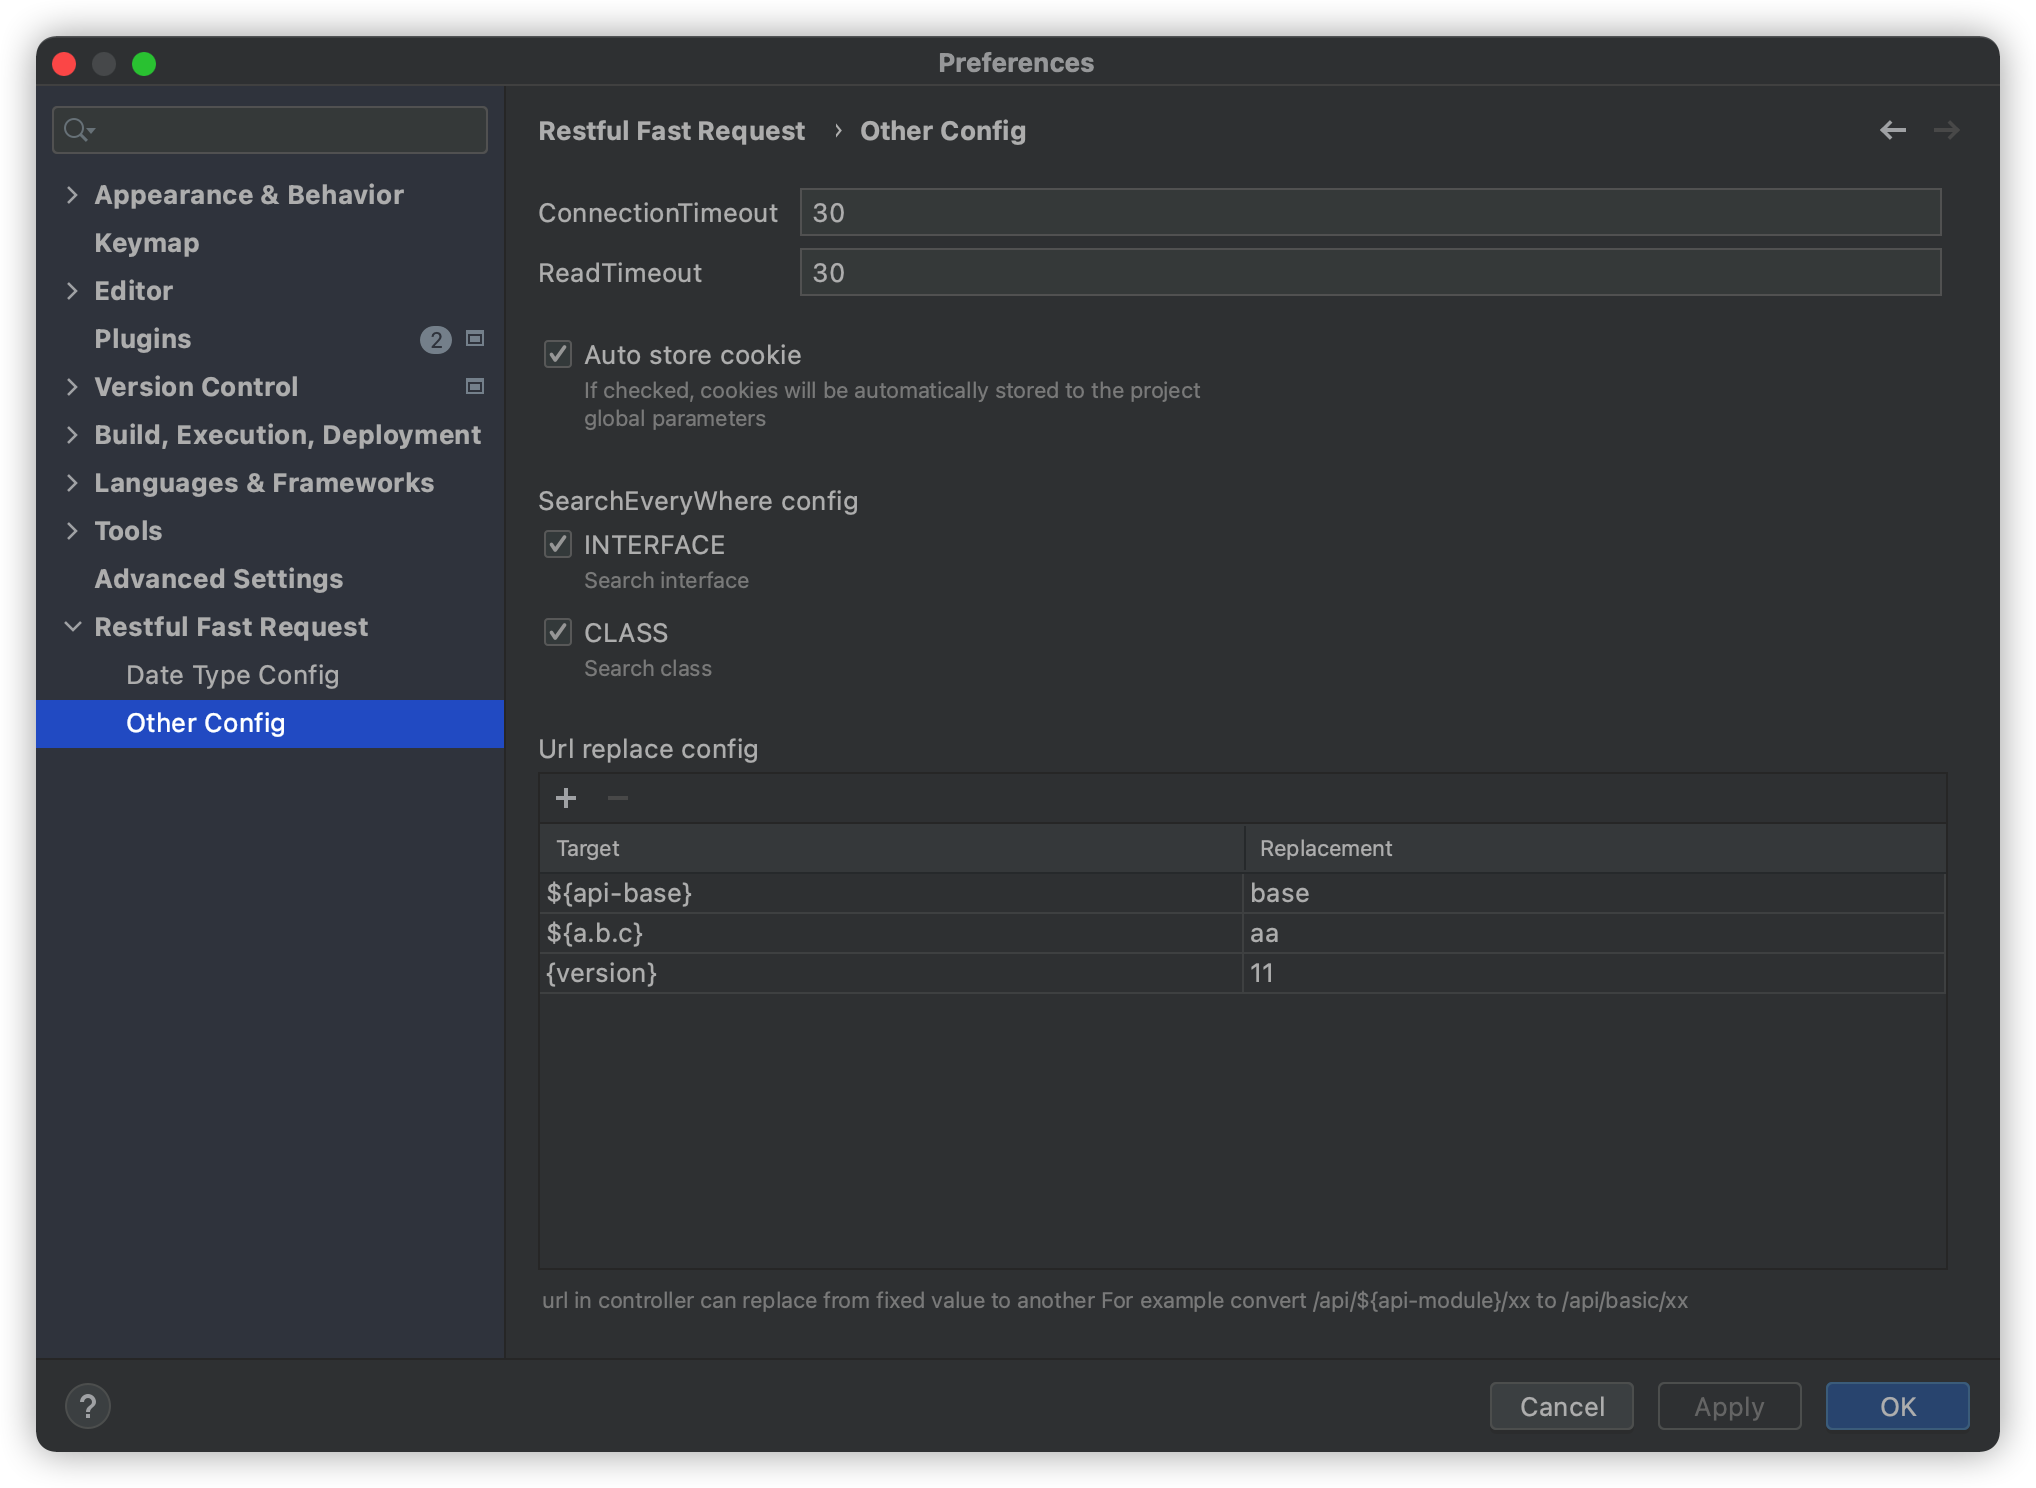 Preferences
Appearance & Behavior
Keymap
Editor
Plugins 2
Version Control
Build, Execution, Deployment
Languages & Frameworks
Tools
Advanced Settings
Restful Fast Request
Date Type Config
Other Config
Restful Fast Request › Other Config
ConnectionTimeout 30
ReadTimeout 30
Auto store cookie
If checked, cookies will be automatically stored to the project
global parameters
SearchEveryWhere config
INTERFACE
Search interface
CLASS
Search class
Url replace config
Target Replacement
${api-base} base
${a.b.c} aa
{version} 11
url in controller can replace from fixed value to another For example convert /api/${api-module}/xx to /api/basic/xx
? Cancel Apply OK